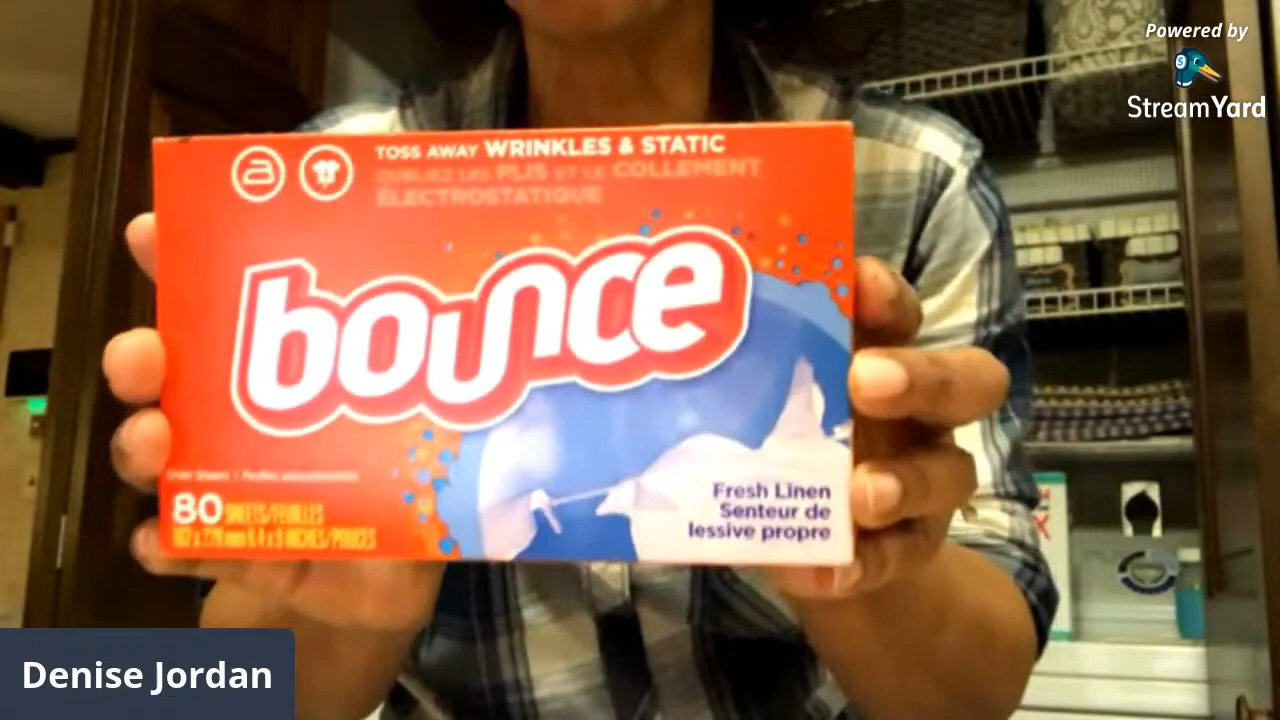 Powered by
StreamYard
TOSS AWAY WRINKLES & STATIC
OUBLIEZ LES PLIS ET LE COLLEMENT
ÉLECTROSTATIQUE
bounce
80 SHEETS/FEUILLES
Fresh Linen
Senteur de
lessive propre
Denise Jordan